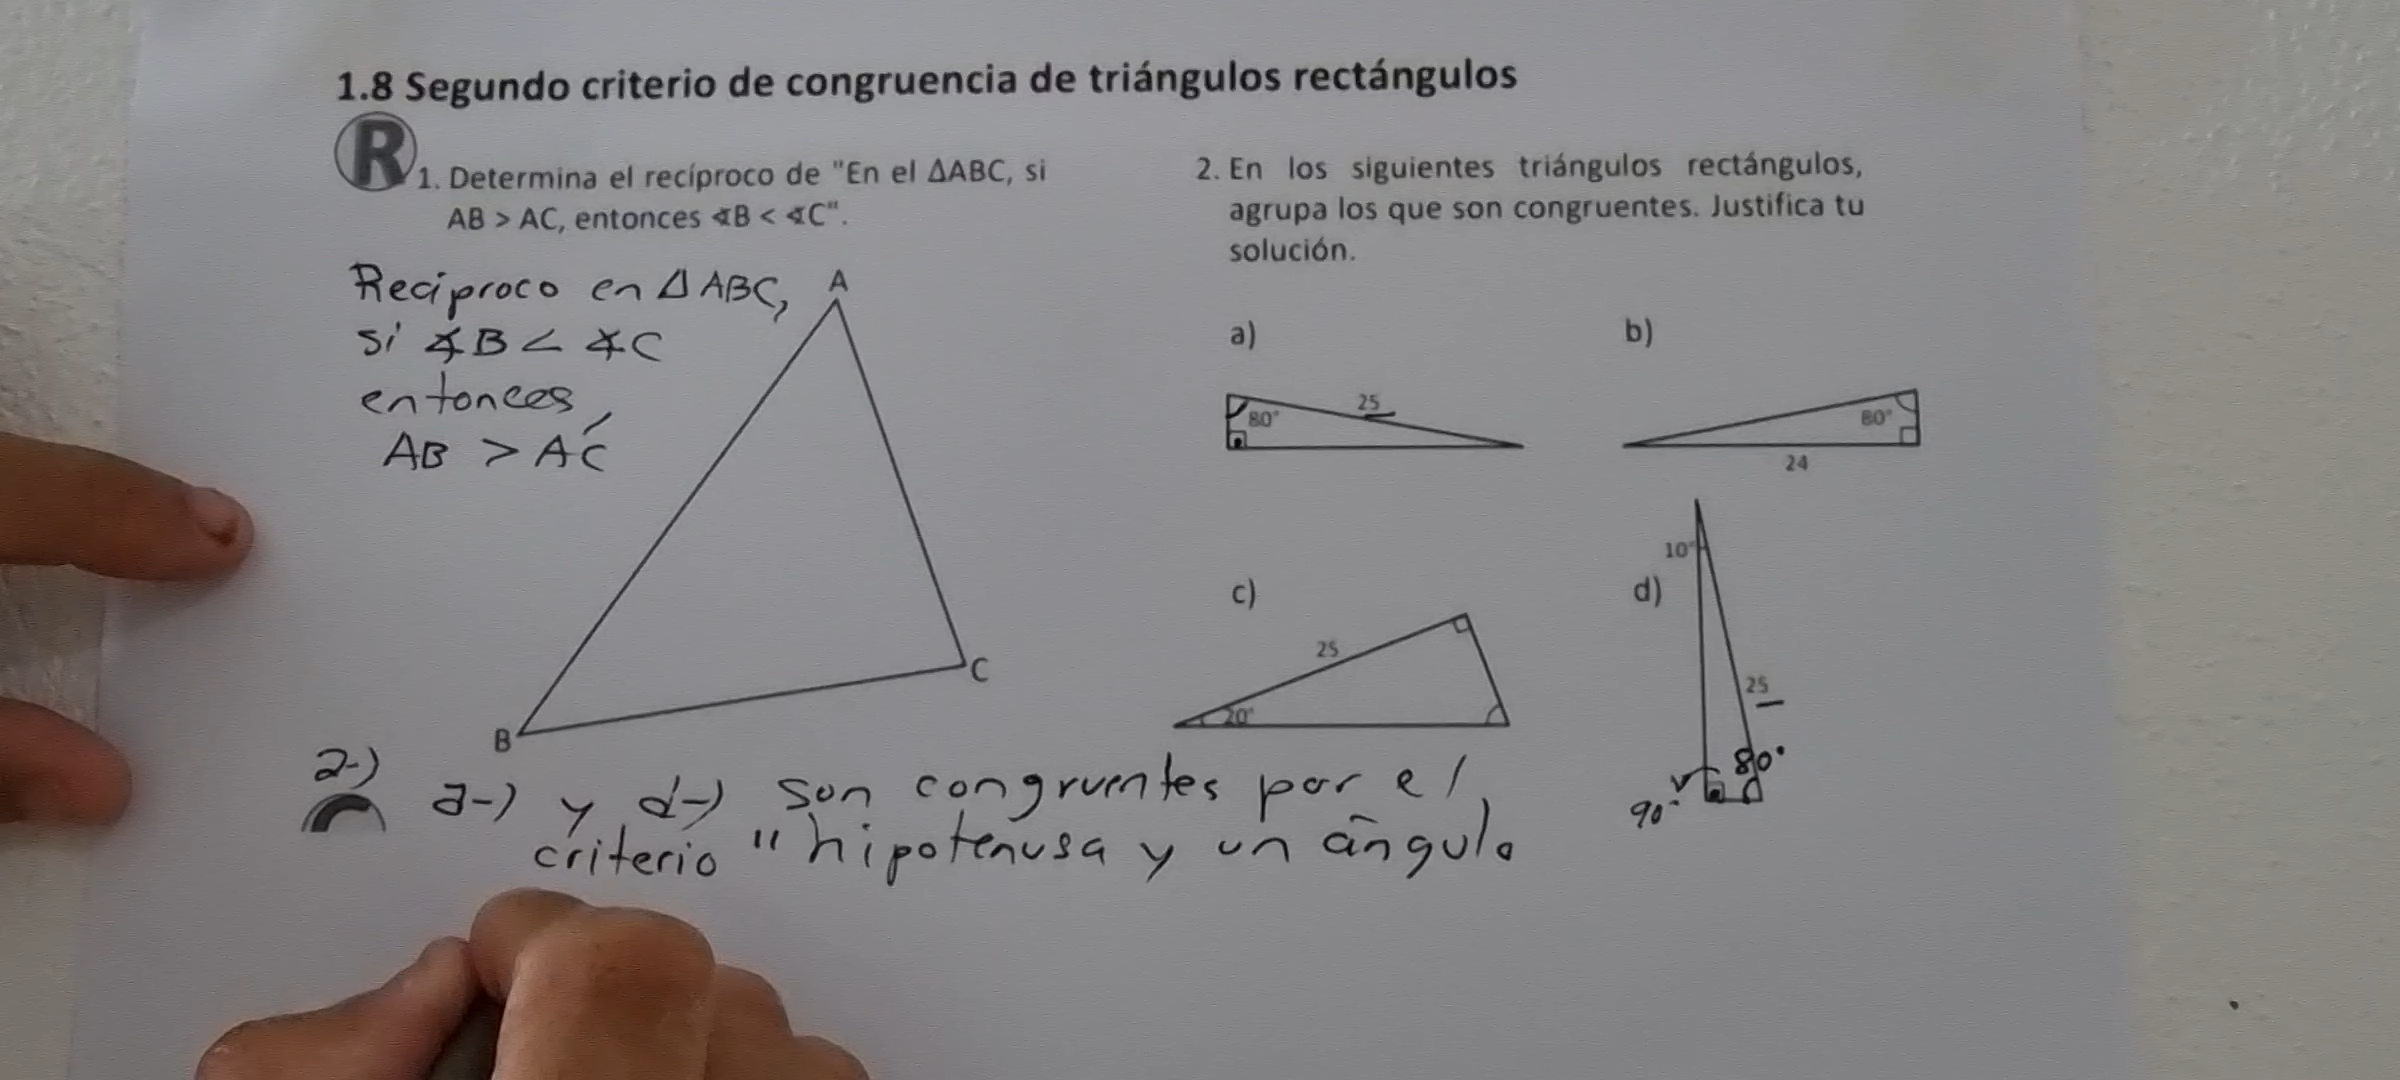 1.8 Segundo criterio de congruencia de triángulos rectángulos
R
1. Determina el recíproco de "En el ΔABC, si
AB > AC, entonces ∢B < ∢C".
Reciproco en Δ ABC,
si ∢B < ∢C
entonces
AB > AC
A
B
C
2. En los siguientes triángulos rectángulos,
agrupa los que son congruentes. Justifica tu
solución.
a)
80°
25
b)
80°
24
c)
25
20°
d)
10°
25
80°
90°
2-)
a-) y d-) son congruentes por el
criterio "hipotenusa y un ángulo